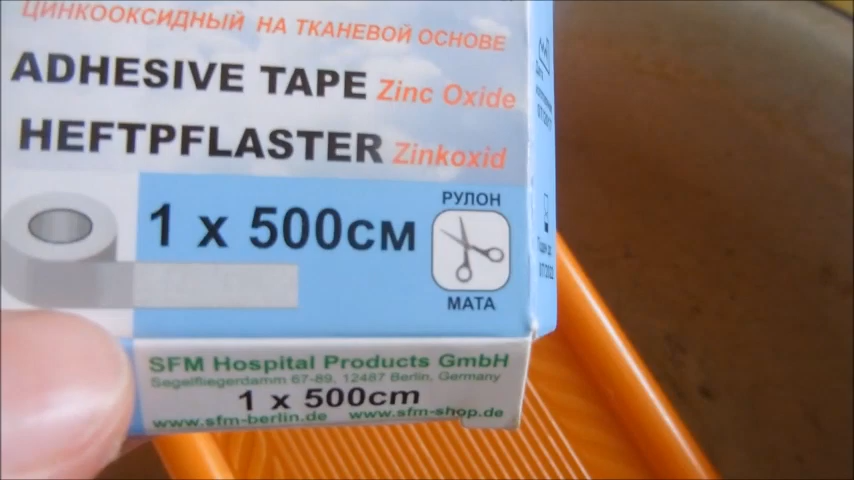 ЦИНКООКСИДНЫЙ НА ТКАНЕВОЙ ОСНОВЕ
ADHESIVE TAPE Zinc Oxide
HEFTPFLASTER Zinkoxid
1 x 500см
РУЛОН
МАТА
SFM Hospital Products GmbH
Segelfliegerdamm 67-89, 12487 Berlin, Germany
1 x 500cm
www.sfm-berlin.de www.sfm-shop.de